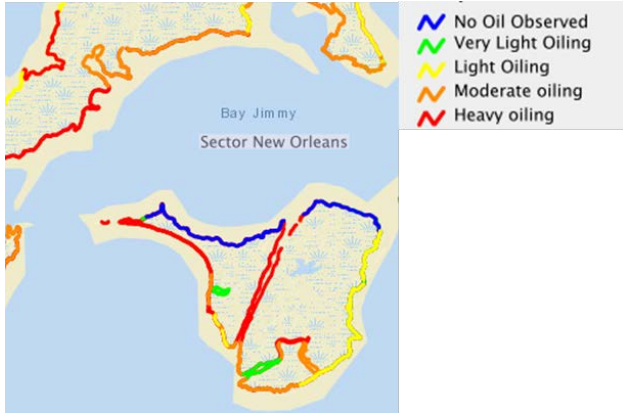 No Oil Observed
Very Light Oiling
Light Oiling
Moderate oiling
Heavy oiling
Bay Jimmy
Sector New Orleans